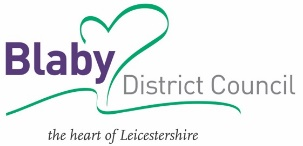 Blaby
District Council
the heart of Leicestershire